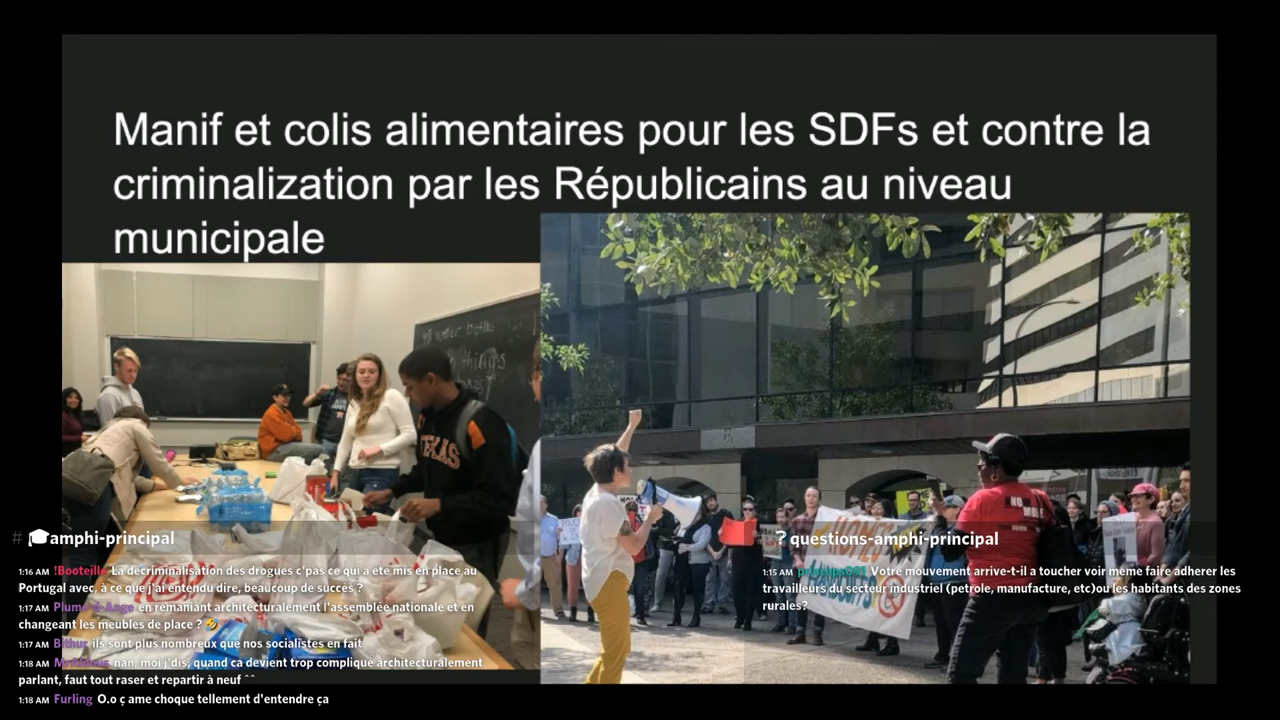 Manif et colis alimentaires pour les SDFs et contre la
criminalization par les Républicains au niveau
municipale
TEXAS
# 🎓amphi-principal
1:16 AM !Bouteille La décriminalisation des drogues c'pas ce qui a ete mis en place au
Portugal avec, à ce que j'ai entendu dire, beaucoup de succès ?
1:17 AM en remaniant architecturalement l'assemblée nationale et en
changeant les meubles de place ? 🤣
1:17 AM ils sont plus nombreux que nos socialistes en fait
1:18 AM nan, moi j'dis, quand ca devient trop compliqué architecturalement
parlant, faut tout raser et repartir à neuf ^^
1:18 AM Furling O.o ç ame choque tellement d'entendre ça
? questions-amphi-principal
1:15 AM Votre mouvement arrive-t-il a toucher voir meme faire adherer les
travailleurs du secteur industriel (petrole, manufacture, etc)ou les habitants des zones
rurales?